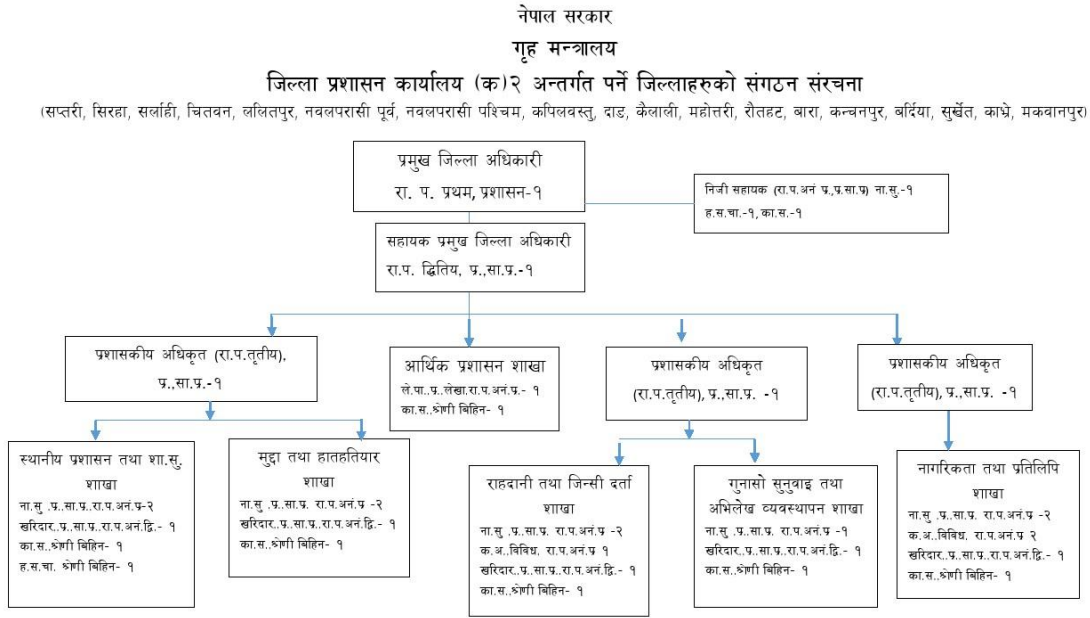 नेपाल सरकार
गृह मन्त्रालय
जिल्ला प्रशासन कार्यालय (क)२ अन्तर्गत पर्ने जिल्लाहरुको संगठन संरचना
(सप्तरी, सिरहा, सर्लाही, चितवन, ललितपुर, नवलपरासी पूर्व, नवलपरासी पश्चिम, कपिलवस्तु, दाङ, कैलाली, महोत्तरी, रौतहट, बारा, कन्चनपुर, बर्दिया, सुर्खेत, काभ्रे, मकवानपुर)
प्रमुख जिल्ला अधिकारी
रा. प. प्रथम, प्रशासन-१
निजी सहायक (रा.प.अनं प्र.,प्र.सा.प्र) ना.सु.-१
ह.स.चा.-१, का.स.-१
सहायक प्रमुख जिल्ला अधिकारी
रा.प. द्धितिय, प्र.,सा.प्र.-१
प्रशासकीय अधिकृत (रा.प.तृतीय),
प्र.,सा.प्र.-१
आर्थिक प्रशासन शाखा
ले.पा..प्र..लेखा.रा.प.अनं.प्र.- १
का.स..श्रेणी बिहिन- १
प्रशासकीय अधिकृत
(रा.प.तृतीय), प्र.,सा.प्र. -१
प्रशासकीय अधिकृत
(रा.प.तृतीय), प्र.,सा.प्र. -१
स्थानीय प्रशासन तथा शा.सु.
शाखा
ना.सु .प्र..सा.प्र..रा.प.अनं.प्र-२
खरिदार..प्र..सा.प्र..रा.प.अनं.द्वि.- १
का.स..श्रेणी बिहिन- १
ह.स.चा. श्रेणी बिहिन- १
मुद्दा तथा हातहतियार
शाखा
ना.सु .प्र..सा.प्र. रा.प.अनं.प्र -२
खरिदार..प्र..सा.प्र..रा.प.अनं.द्वि.- १
का.स..श्रेणी बिहिन- १
राहदानी तथा जिन्सी दर्ता
शाखा
ना.सु .प्र..सा.प्र. रा.प.अनं.प्र -२
क.अ..विविध. रा.प.अनं.प्र १
खरिदार..प्र..सा.प्र..रा.प.अनं.द्वि.- १
का.स..श्रेणी बिहिन- १
गुनासो सुनुवाइ तथा
अभिलेख व्यवस्थापन शाखा
ना.सु .प्र..सा.प्र. रा.प.अनं.प्र -१
खरिदार..प्र..सा.प्र..रा.प.अनं.द्वि.- १
का.स..श्रेणी बिहिन- १
नागरिकता तथा प्रतिलिपि
शाखा
ना.सु .प्र..सा.प्र. रा.प.अनं.प्र -२
क.अ..विविध. रा.प.अनं.प्र २
खरिदार..प्र..सा.प्र..रा.प.अनं.द्वि.- १
का.स..श्रेणी बिहिन- १